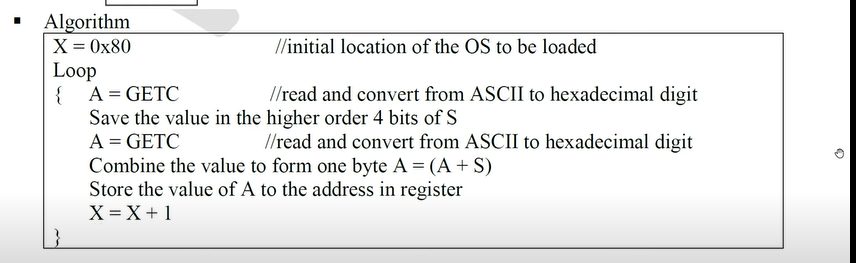 ▪ Algorithm
X = 0x80 //initial location of the OS to be loaded
Loop
{ A = GETC //read and convert from ASCII to hexadecimal digit
Save the value in the higher order 4 bits of S
A = GETC //read and convert from ASCII to hexadecimal digit
Combine the value to form one byte A = (A + S)
Store the value of A to the address in register
X = X + 1
}